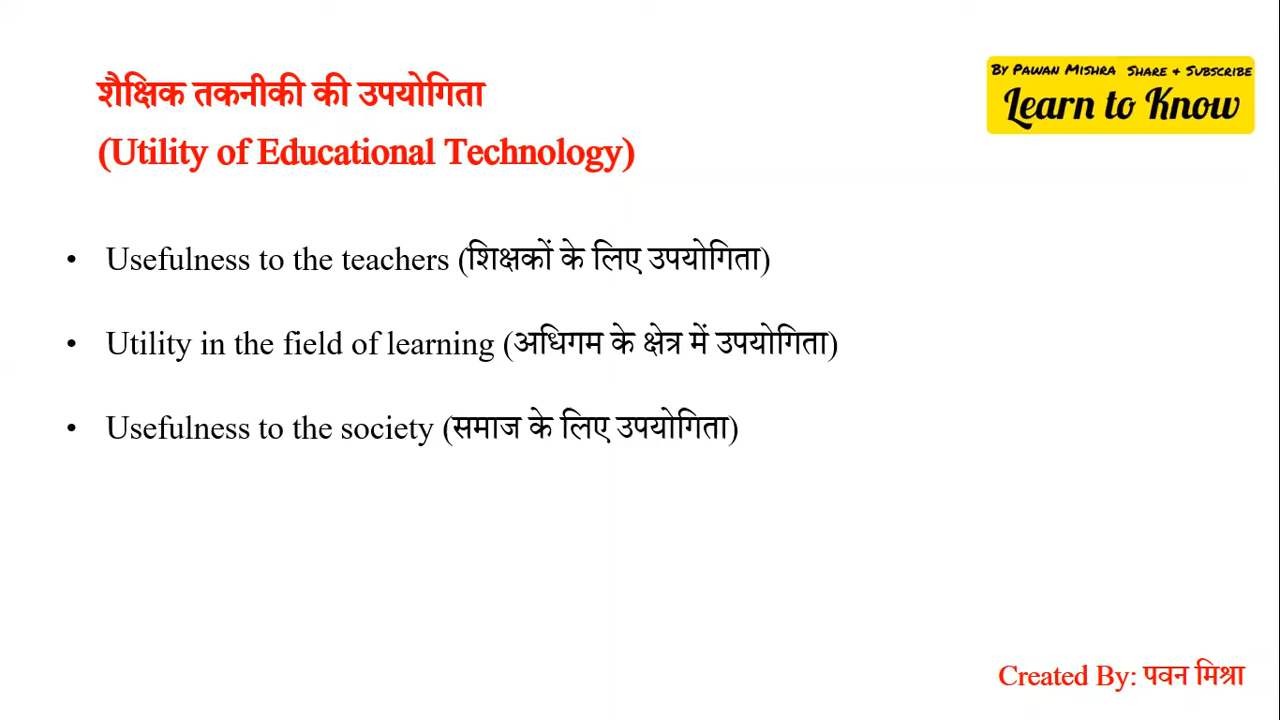 शैक्षिक तकनीकी की उपयोगिता
By Pawan Mishra Share & Subscribe
Learn to Know
(Utility of Educational Technology)
• Usefulness to the teachers (शिक्षकों के लिए उपयोगिता)
• Utility in the field of learning (अधिगम के क्षेत्र में उपयोगिता)
• Usefulness to the society (समाज के लिए उपयोगिता)
Created By: पवन मिश्रा